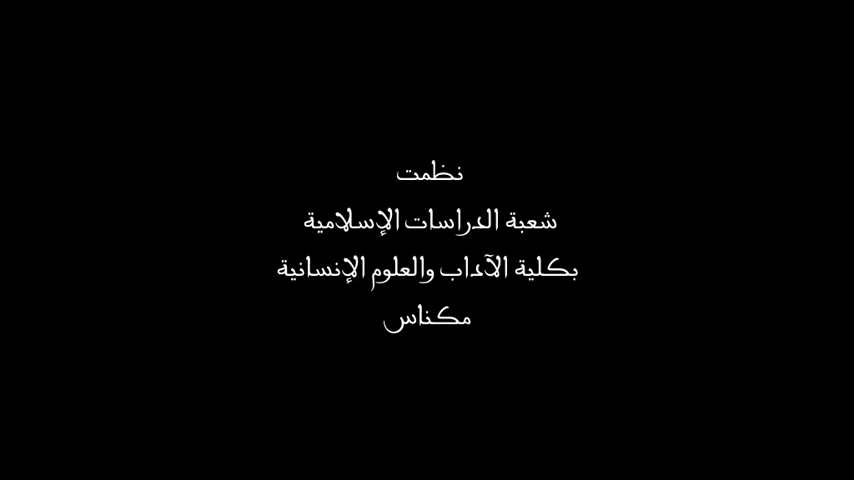 نظمت
شعبة الدراسات الإسلامية
بكلية الآداب والعلوم الإنسانية
مكناس